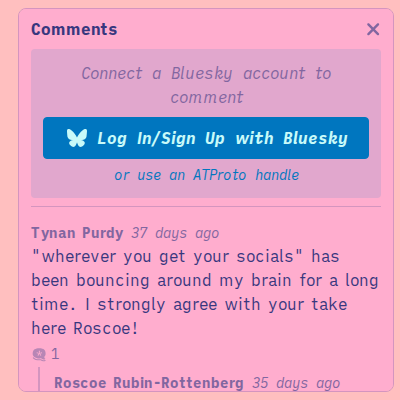 Comments
Connect a Bluesky account to
comment
Log In/Sign Up with Bluesky
or use an ATProto handle
Tynan Purdy 37 days ago
"wherever you get your socials" has
been bouncing around my brain for a long
time. I strongly agree with your take
here Roscoe!
1
Roscoe Rubin-Rottenberg 35 days ago